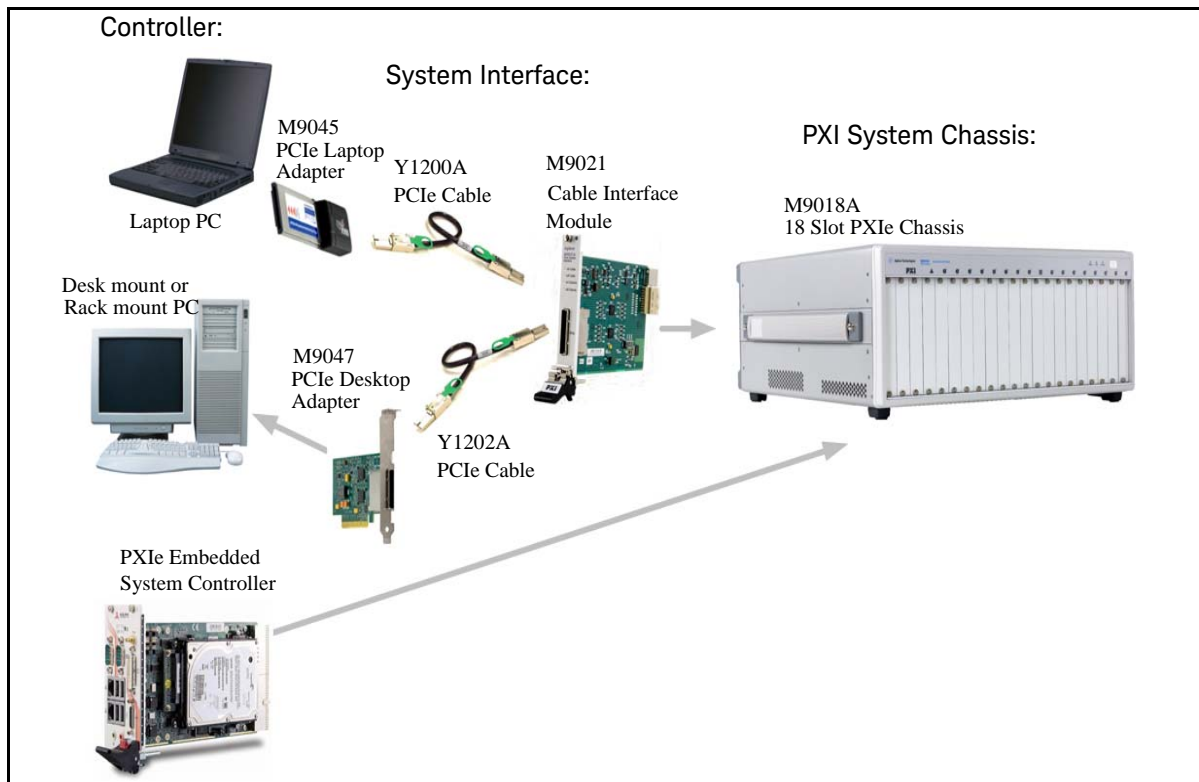 Controller:
System Interface:
PXI System Chassis:
M9045
PCIe Laptop
Adapter
Laptop PC
Y1200A
PCIe Cable
M9021
Cable Interface
Module
M9018A
18 Slot PXIe Chassis
PXI
Desk mount or
Rack mount PC
M9047
PCIe Desktop
Adapter
PXI
Y1202A
PCIe Cable
PXIe Embedded
System Controller